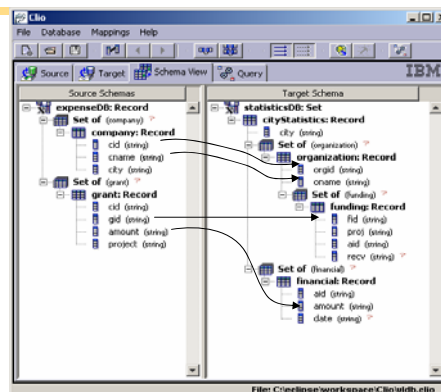 Clio
File Database Mappings Help
Source Target Schema View Query IBM
Source Schemas
expenseDB: Record
Set of (company) ?
company: Record
cid (string)
cname (string)
city (string)
Set of (grant) ?
grant: Record
cid (string)
gid (string)
amount (string)
project (string)
Target Schema
statisticsDB: Set
cityStatistics: Record
city (string)
Set of (organization) ?
organization: Record
orgid (string)
oname (string)
Set of (funding) ?
funding: Record
fid (string)
proj (string)
aid (string)
recv (string) ?
Set of (financial) ?
financial: Record
aid (string)
amount (string)
date (string) ?
File: C:\eclipse\workspace\Clio\vldb.clio